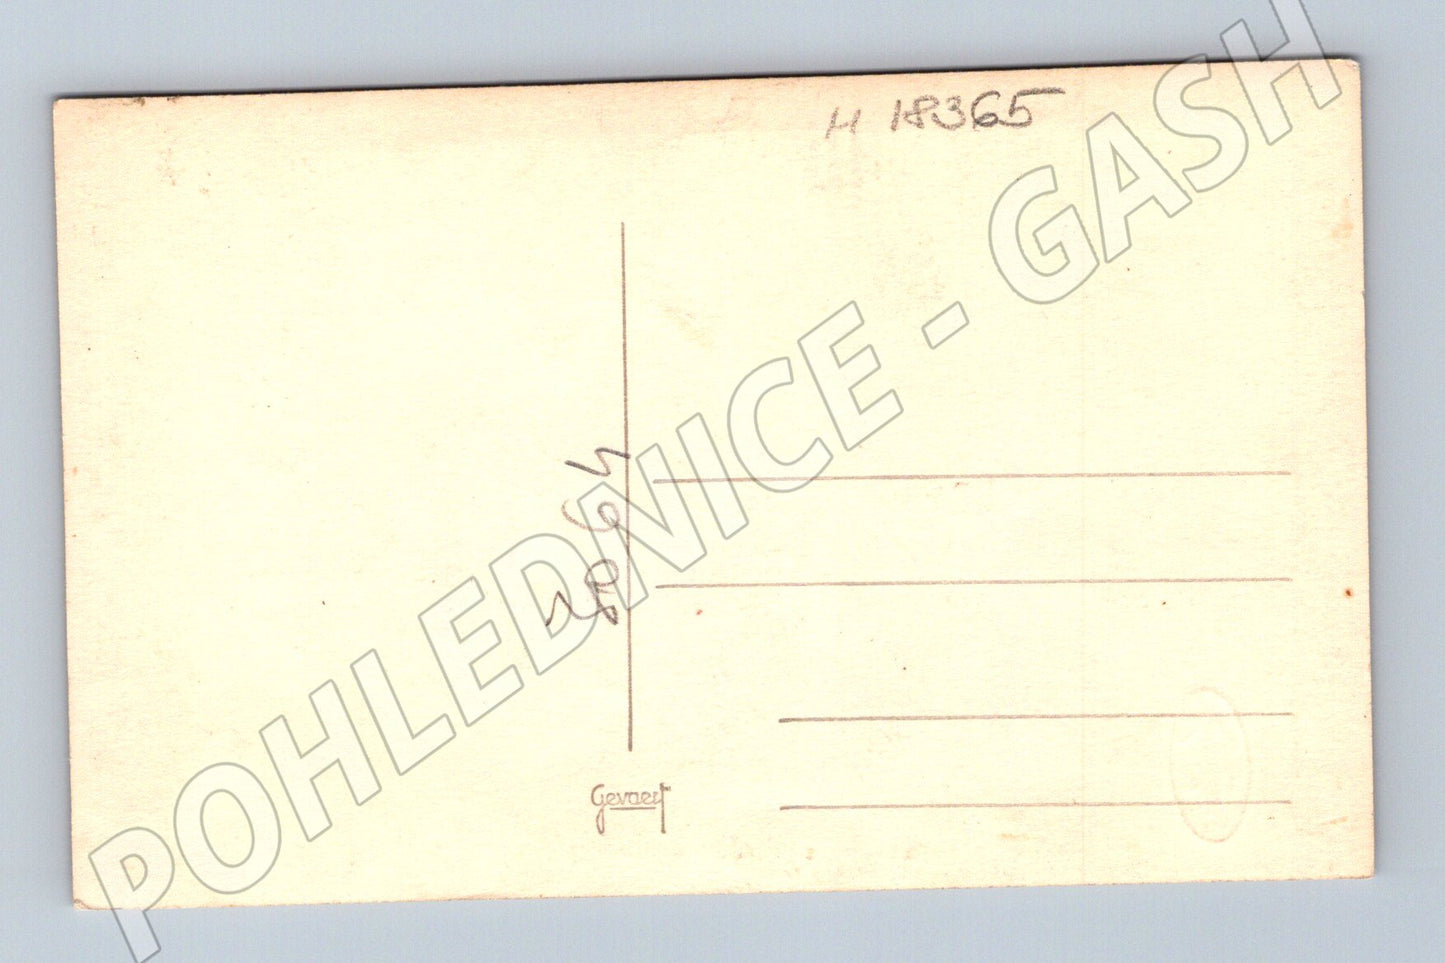 H 18365
Gevaert
POHLEDNICE - GASH